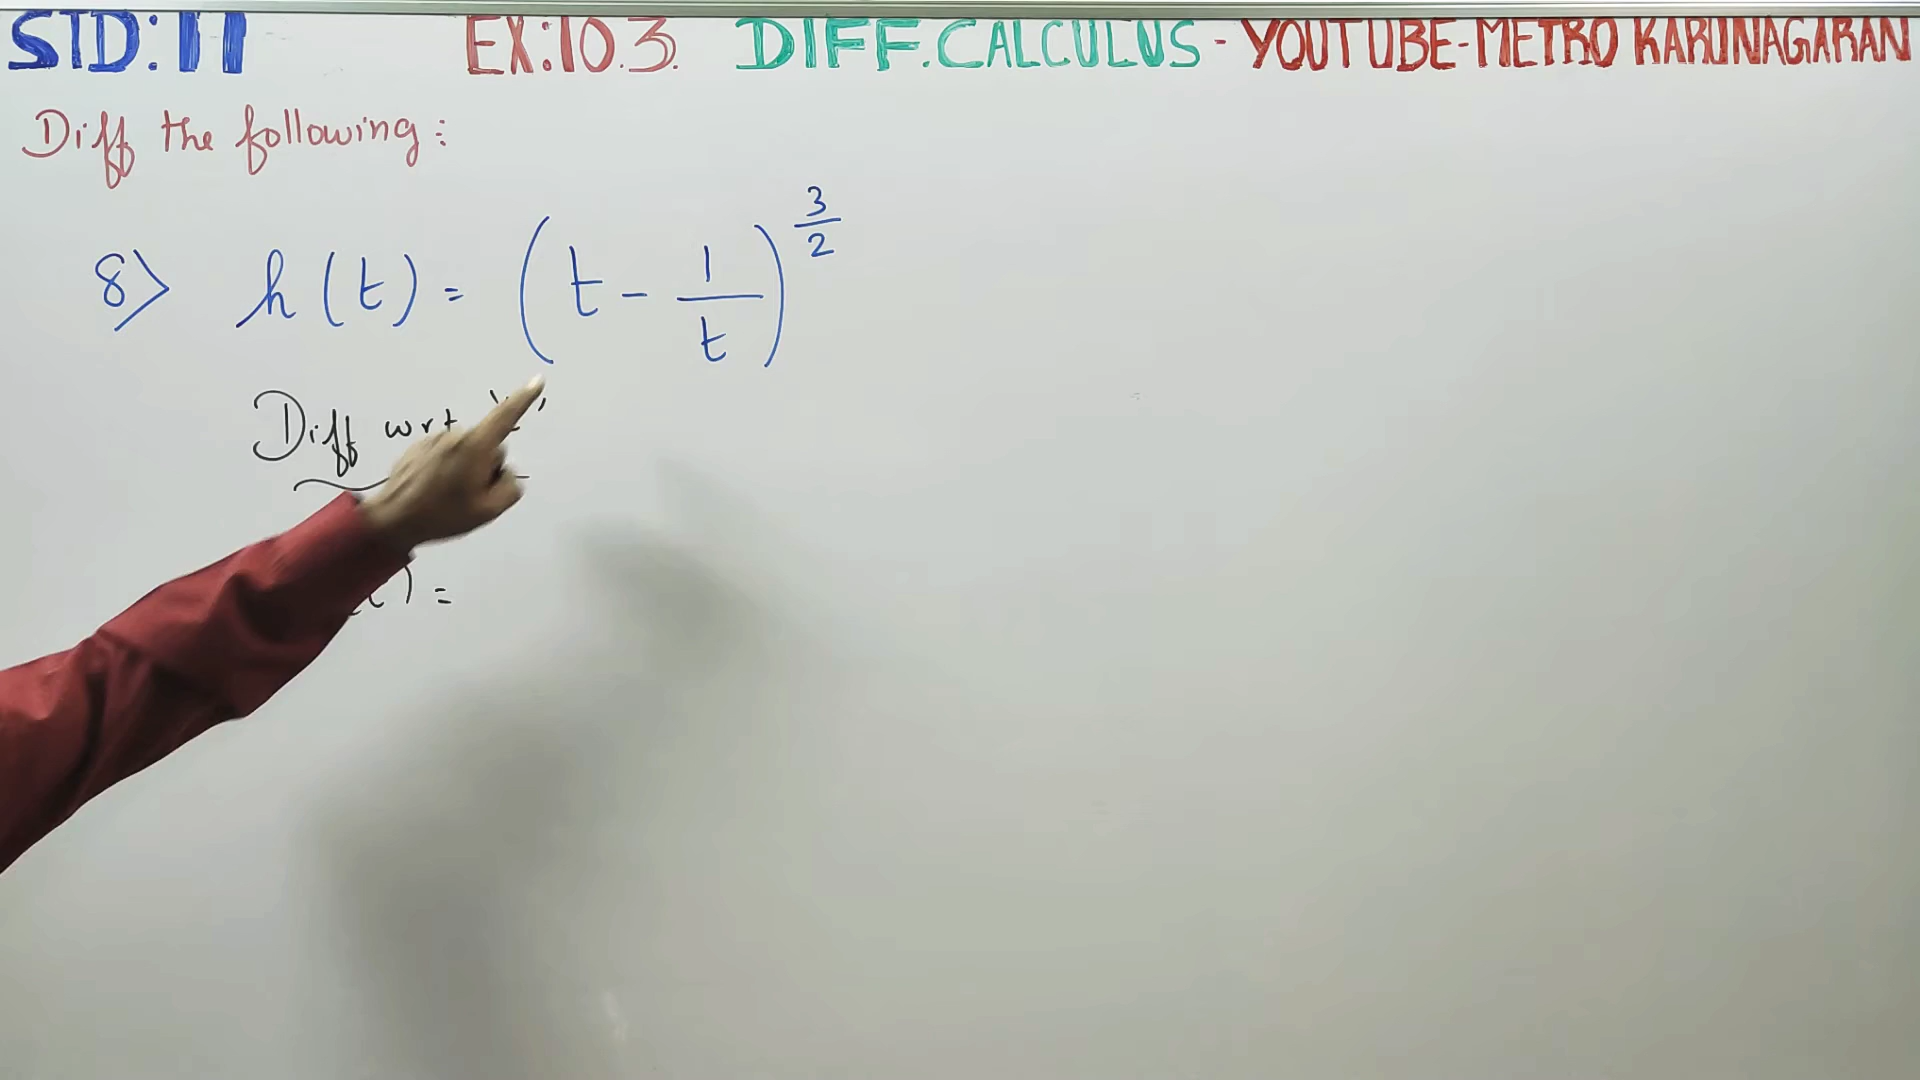 STD:11 EX:10.3. DIFF.CALCULUS - YOUTUBE-METRO KARUNAGARAN
Diff the following:
8> h(t) = (t - 1/t)^3/2
Diff wrt
) =